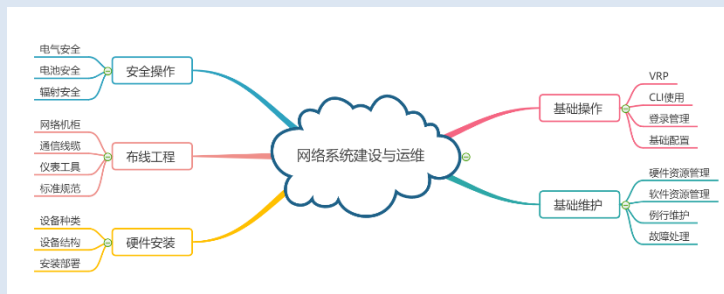 电气安全
电池安全
辐射安全
安全操作
网络机柜
通信线缆
仪表工具
标准规范
布线工程
设备种类
设备结构
安装部署
硬件安装
网络系统建设与运维
基础操作
VRP
CLI使用
登录管理
基础配置
基础维护
硬件资源管理
软件资源管理
例行维护
故障处理